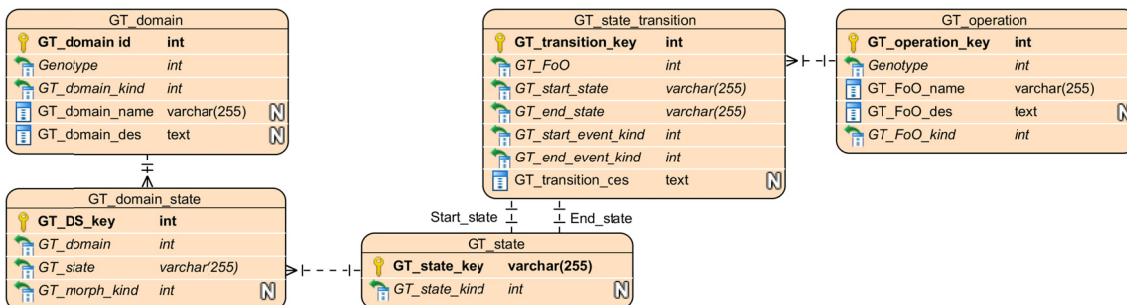 GT_domain
GT_domain id int
Genotype int
GT_domain_kind int
GT_domain_name varchar(255) N
GT_domain_des text N
GT_state_transition
GT_transition_key int
GT_FoO int
GT_start_state varchar(255)
GT_end_state varchar(255)
GT_start_event_kind int
GT_end_event_kind int
GT_transition_ces text N
GT_operation
GT_operation_key int
Genotype int
GT_FoO_name varchar(255)
GT_FoO_des text N
GT_FoO_kind int
GT_domain_state
GT_DS_key int
GT_domain int
GT_state varchar(255)
GT_morph_kind int N
Start_state End_state
GT_state
GT_state_key varchar(255)
GT_state_kind int N